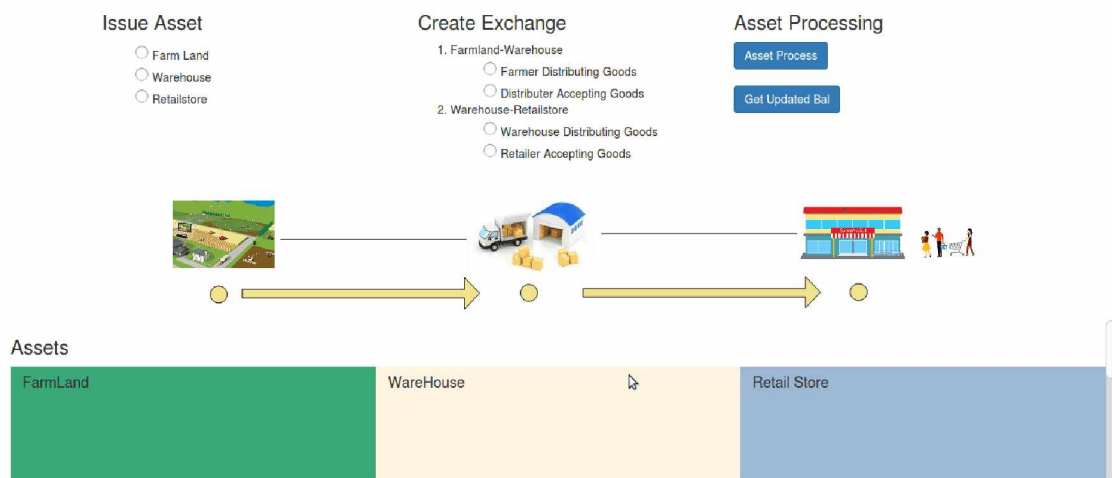 Issue Asset
Farm Land
Warehouse
Retailstore
Create Exchange
1. Farmland-Warehouse
Farmer Distributing Goods
Distributer Accepting Goods
2. Warehouse-Retailstore
Warehouse Distributing Goods
Retailer Accepting Goods
Asset Processing
Asset Process
Get Updated Bal
Assets
FarmLand
WareHouse
Retail Store